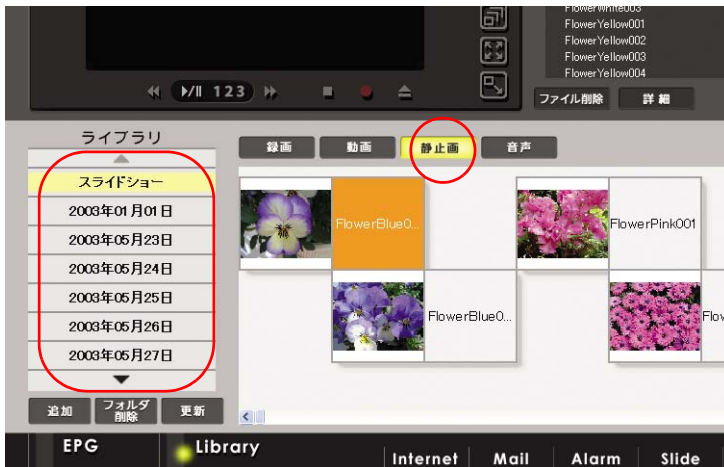 FlowerWhite003
FlowerYellow001
FlowerYellow002
FlowerYellow003
FlowerYellow004
123
ファイル削除
詳細
ライブラリ
録画
動画
静止画
音声
スライドショー
2003年01月01日
2003年05月23日
2003年05月24日
2003年05月25日
2003年05月26日
2003年05月27日
FlowerBlue0...
FlowerPink001
FlowerBlue0...
Flow
追加
フォルダ
削除
更新
EPG
Library
Internet
Mail
Alarm
Slide